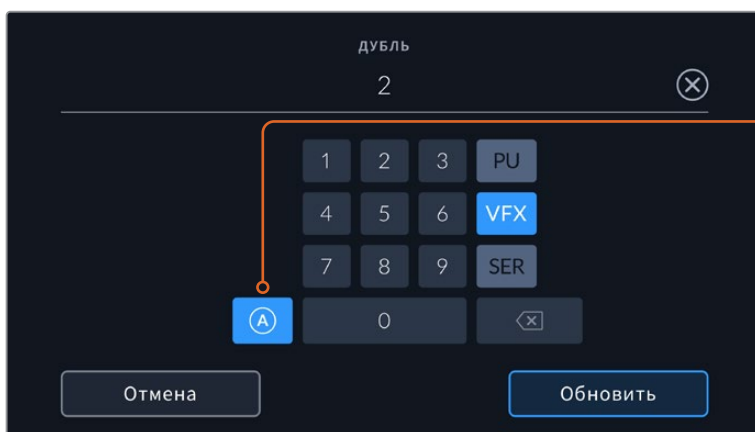 ДУБЛЬ
2
1 2 3 PU
4 5 6 VFX
7 8 9 SER
A 0
Отмена Обновить